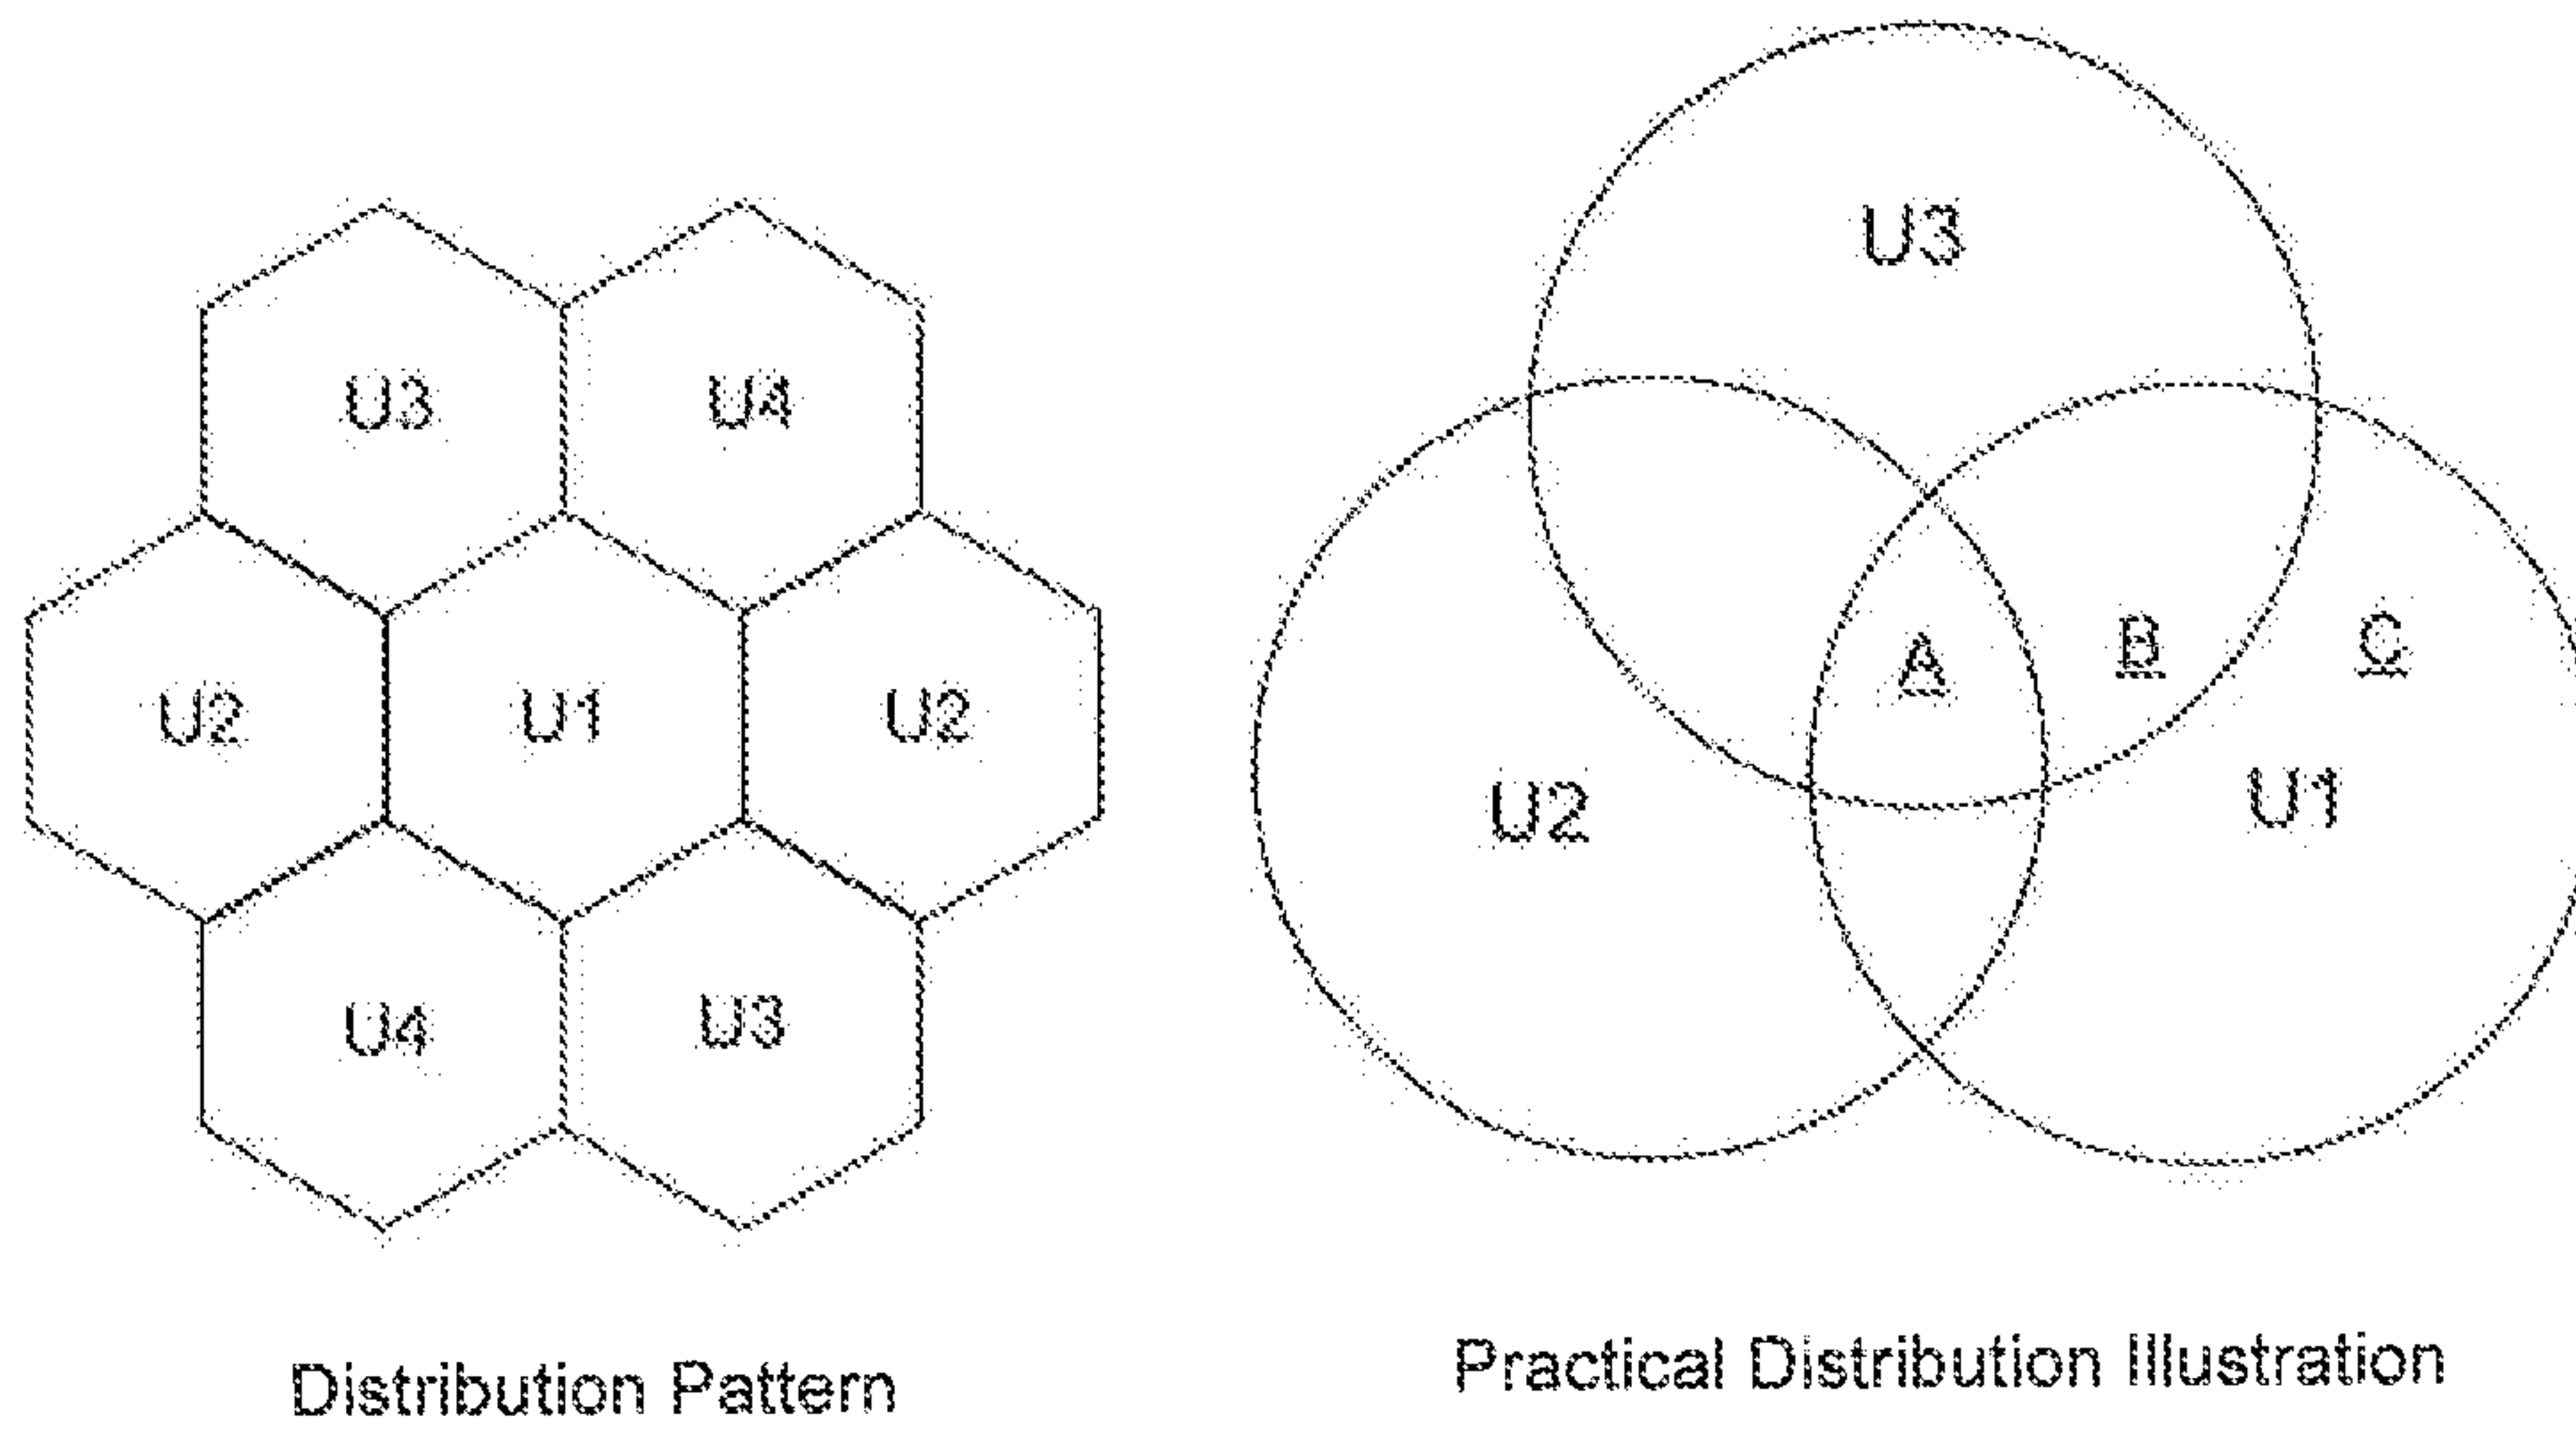 U3 U4
U2 U1 U2
U4 U3
Distribution Pattern
U3
A B C
U2 U1
Practical Distribution Illustration